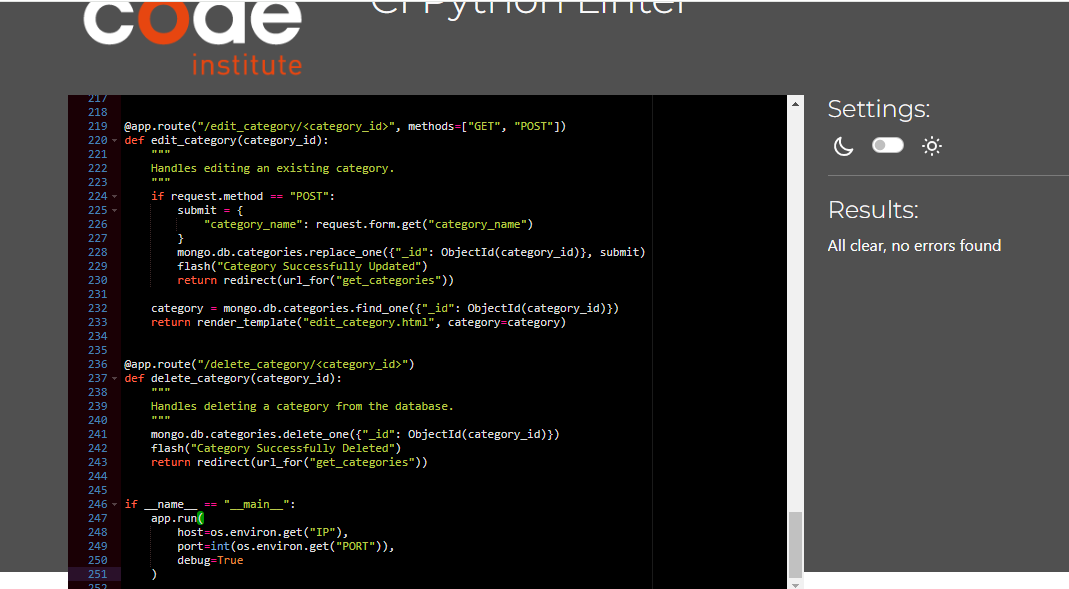 code
institute
CI Python Linter
217
218
219 @app.route("/edit_category/<category_id>", methods=["GET", "POST"])
220 def edit_category(category_id):
221     """
222     Handles editing an existing category.
223     """
224     if request.method == "POST":
225         submit = {
226             "category_name": request.form.get("category_name")
227         }
228         mongo.db.categories.replace_one({"_id": ObjectId(category_id)}, submit)
229         flash("Category Successfully Updated")
230         return redirect(url_for("get_categories"))
231
232     category = mongo.db.categories.find_one({"_id": ObjectId(category_id)})
233     return render_template("edit_category.html", category=category)
234
235
236 @app.route("/delete_category/<category_id>")
237 def delete_category(category_id):
238     """
239     Handles deleting a category from the database.
240     """
241     mongo.db.categories.delete_one({"_id": ObjectId(category_id)})
242     flash("Category Successfully Deleted")
243     return redirect(url_for("get_categories"))
244
245
246 if __name__ == "__main__":
247     app.run(
248         host=os.environ.get("IP"),
249         port=int(os.environ.get("PORT")),
250         debug=True
251     )
252
Settings:
Results:
All clear, no errors found